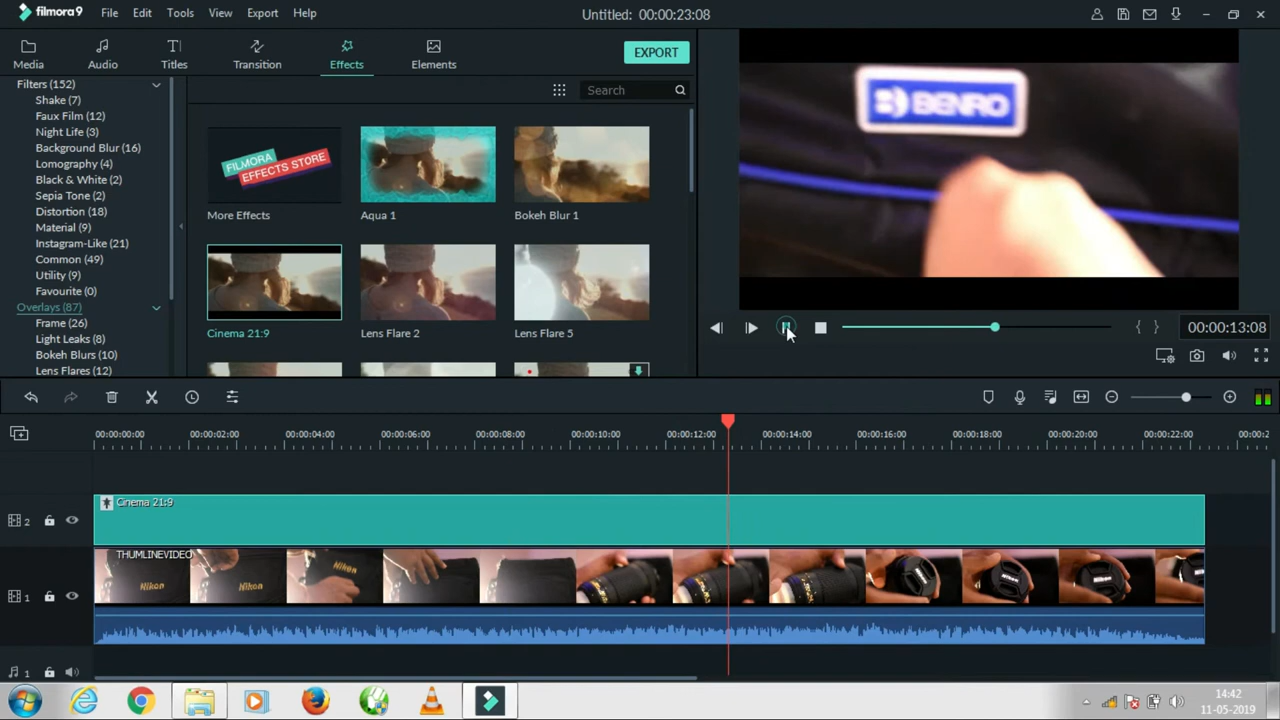 filmora9 File Edit Tools View Export Help Untitled: 00:00:23:08
Media Audio Titles Transition Effects Elements EXPORT
Filters (152)
Shake (7)
Faux Film (12)
Night Life (3)
Background Blur (16)
Lomography (4)
Black & White (2)
Sepia Tone (2)
Distortion (18)
Material (9)
Instagram-Like (21)
Common (49)
Utility (9)
Favourite (0)
Overlays (87)
Frame (26)
Light Leaks (8)
Bokeh Blurs (10)
Lens Flares (12)
Search
FILMORA
EFFECTS STORE
More Effects Aqua 1 Bokeh Blur 1
Cinema 21:9 Lens Flare 2 Lens Flare 5
BENRO
{ } 00:00:13:08
00:00:00:00 00:00:02:00 00:00:04:00 00:00:06:00 00:00:08:00 00:00:10:00 00:00:12:00 00:00:14:00 00:00:16:00 00:00:18:00 00:00:20:00 00:00:22:00 00:00:2
Cinema 21:9
2
THUMLINEVIDEO
Nikon Nikon Nikon
1
1
14:42
11-05-2019